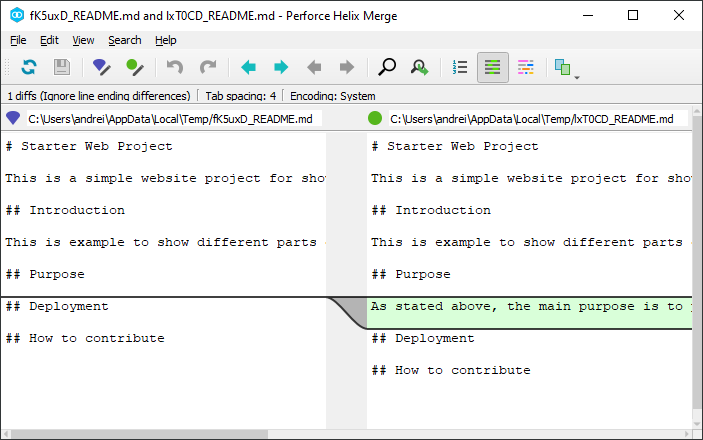 fK5uxD_README.md and lxT0CD_README.md - Perforce Helix Merge
File Edit View Search Help
1 diffs (Ignore line ending differences) Tab spacing: 4 Encoding: System
C:\Users\andrei\AppData\Local\Temp/fK5uxD_README.md
C:\Users\andrei\AppData\Local\Temp/lxT0CD_README.md
# Starter Web Project
This is a simple website project for sho
## Introduction
This is example to show different parts
## Purpose
## Deployment
## How to contribute
# Starter Web Project
This is a simple website project for sho
## Introduction
This is example to show different parts
## Purpose
As stated above, the main purpose is to
## Deployment
## How to contribute